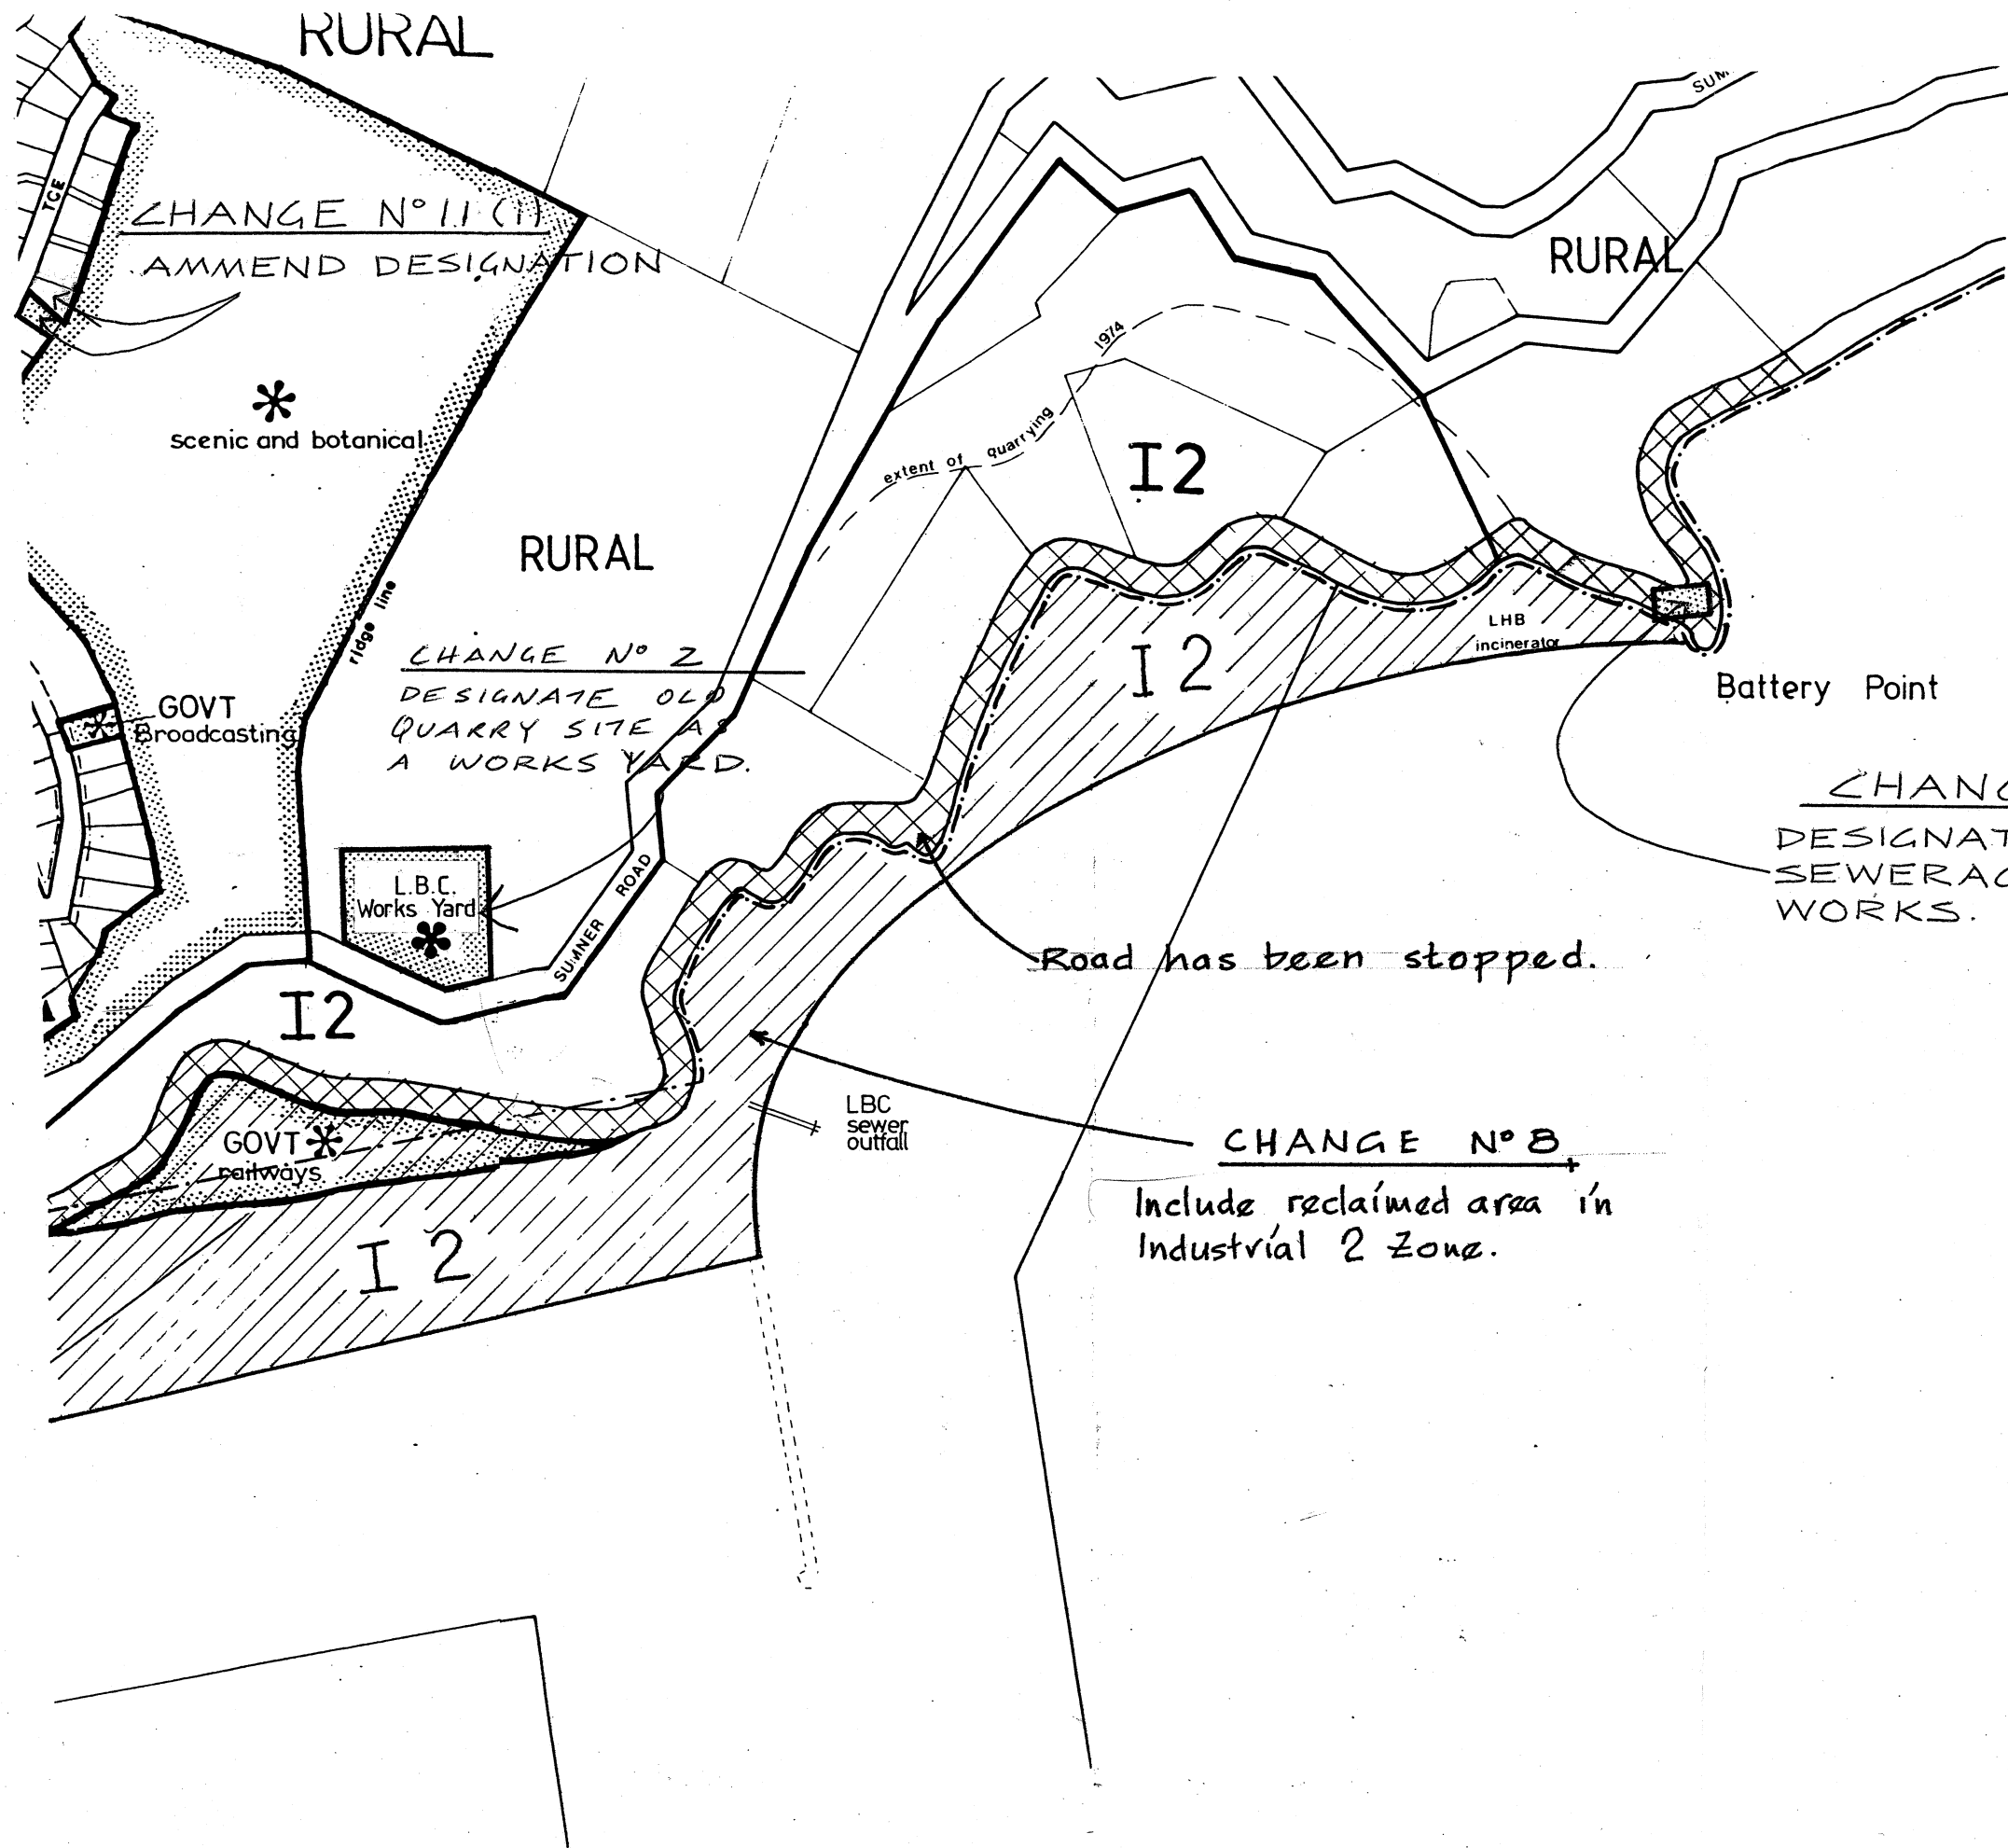 RURAL
SUM
TCE
CHANGE Nº 11 (i)
AMMEND DESIGNATION
RURAL
1974
scenic and botanical
extent of quarrying
I2
RURAL
ridge line
LHB
incinerator
CHANGE Nº 2
DESIGNATE OLD
QUARRY SITE AS
A WORKS YARD.
I2
Battery Point
GOVT
Broadcasting
CHANG
DESIGNAT
SEWERAG
WORKS.
L.B.C.
Works Yard
SUMNER ROAD
Road has been stopped.
I2
LBC
sewer
outfall
GOVT
railways
CHANGE Nº 8
Include reclaimed area in
Industrial 2 Zone.
I2